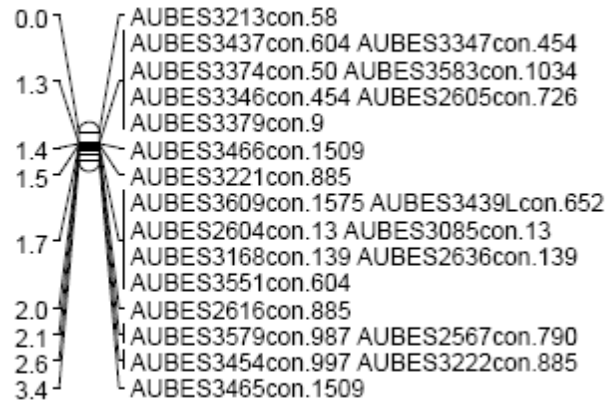 0.0 AUBES3213con.58
AUBES3437con.604 AUBES3347con.454
1.3 AUBES3374con.50 AUBES3583con.1034
AUBES3346con.454 AUBES2605con.726
AUBES3379con.9
1.4 AUBES3466con.1509
1.5 AUBES3221con.885
AUBES3609con.1575 AUBES3439Lcon.652
1.7 AUBES2604con.13 AUBES3085con.13
AUBES3168con.139 AUBES2636con.139
AUBES3551con.604
2.0 AUBES2616con.885
2.1 AUBES3579con.987 AUBES2567con.790
2.6 AUBES3454con.997 AUBES3222con.885
3.4 AUBES3465con.1509